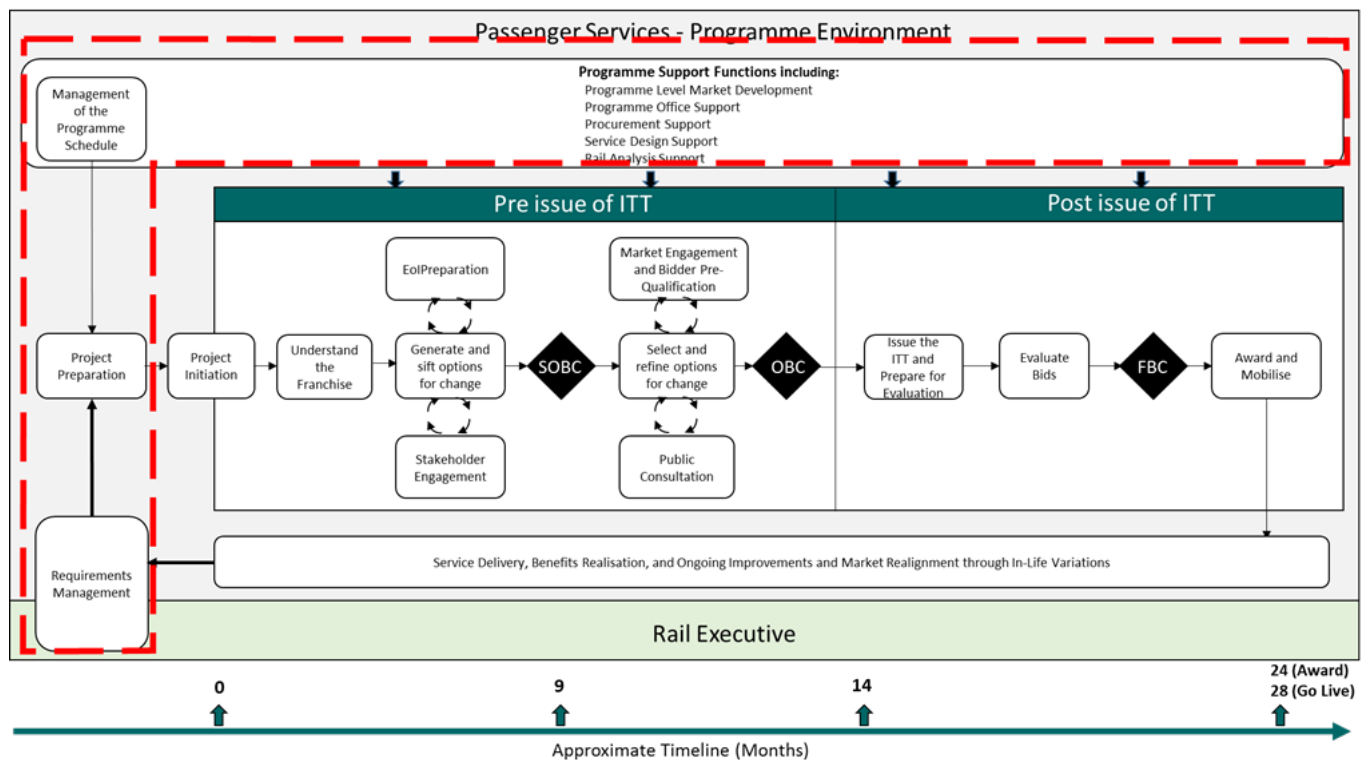 Passenger Services - Programme Environment
Programme Support Functions including:
Programme Level Market Development
Programme Office Support
Procurement Support
Service Design Support
Rail Analysis Support
Management
of the
Programme
Schedule
Pre issue of ITT
Post issue of ITT
EoIPreparation
Market Engagement
and Bidder Pre-
Qualification
Project
Preparation
Project
Initiation
Understand
the
Franchise
Generate and
sift options
for change
SOBC
Select and
refine options
for change
OBC
Issue the
ITT and
Prepare for
Evaluation
Evaluate
Bids
FBC
Award and
Mobilise
Stakeholder
Engagement
Public
Consultation
Requirements
Management
Service Delivery, Benefits Realisation, and Ongoing Improvements and Market Realignment through In-Life Variations
Rail Executive
0
9
14
24 (Award)
28 (Go Live)
Approximate Timeline (Months)